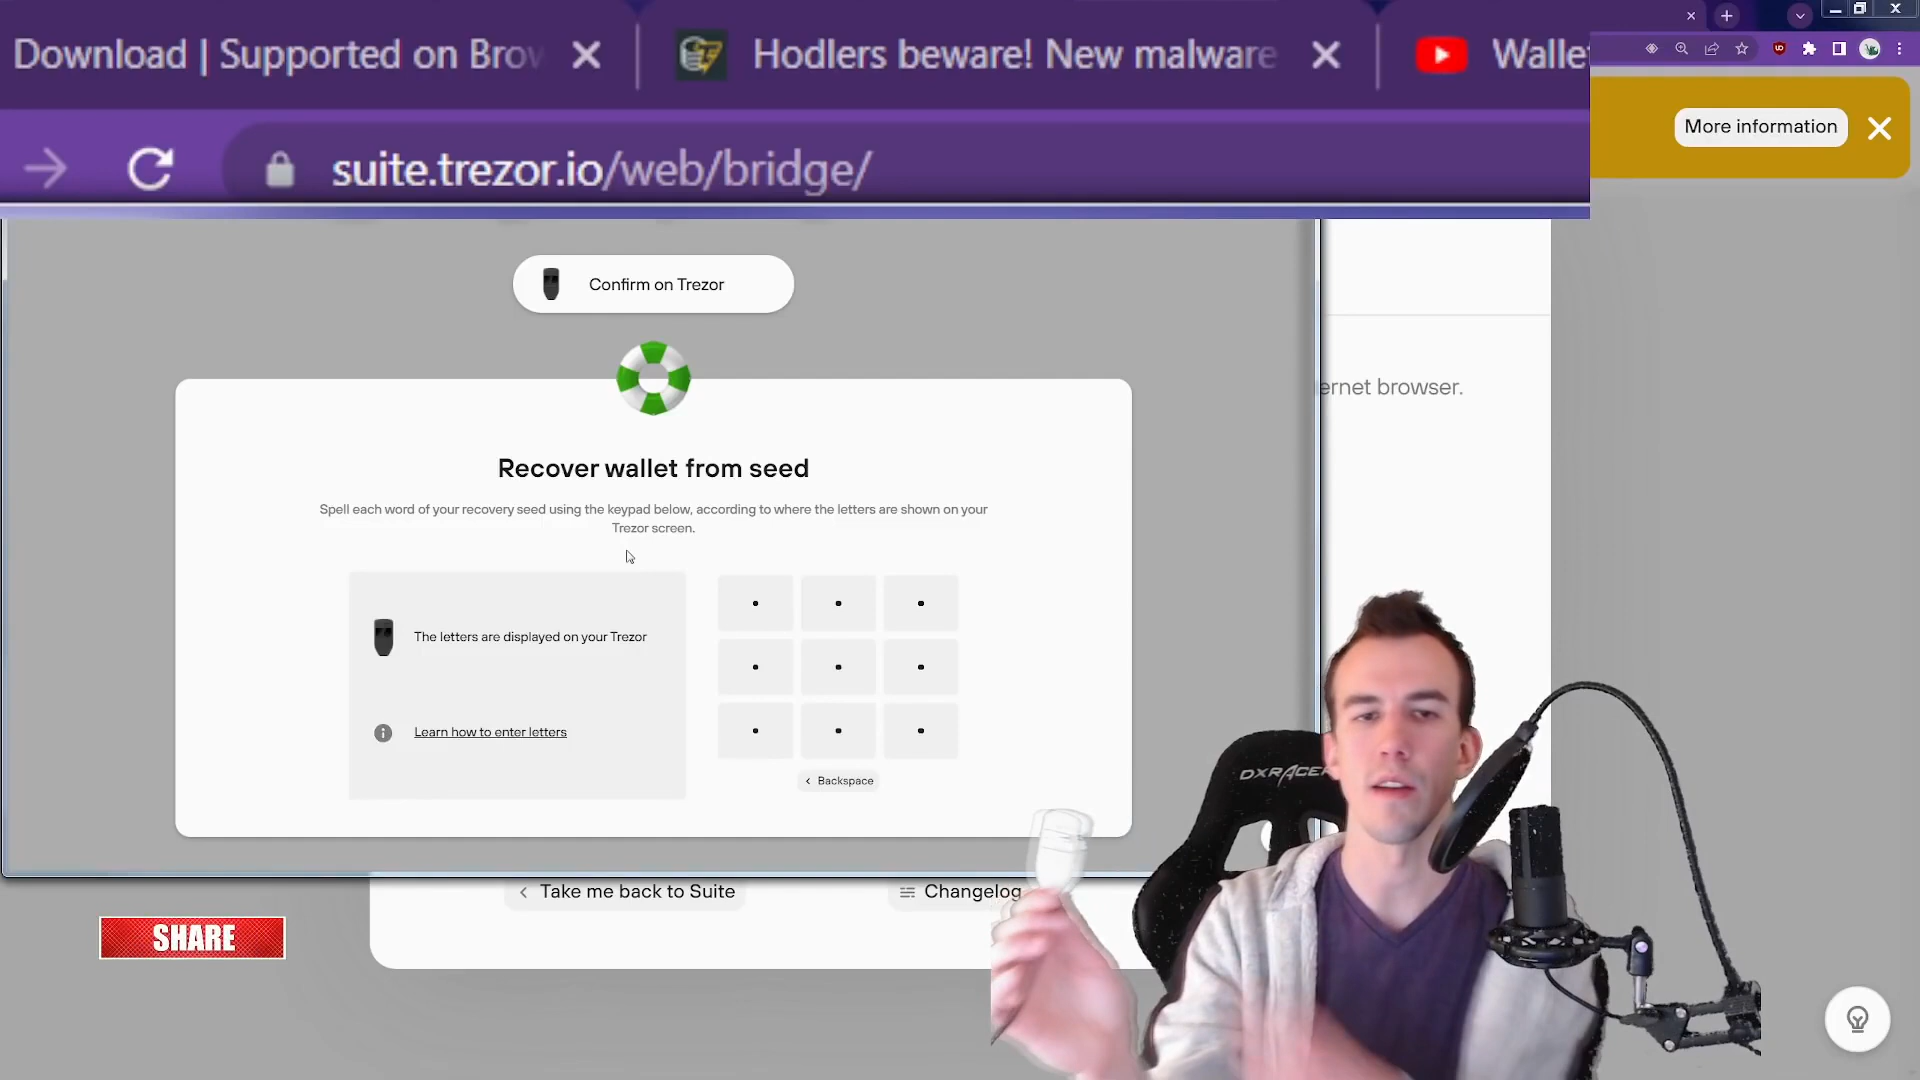 Download | Supported on Brow
Hodlers beware! New malware
Walle
suite.trezor.io/web/bridge/
More information
Confirm on Trezor
ernet browser.
Recover wallet from seed
Spell each word of your recovery seed using the keypad below, according to where the letters are shown on your
Trezor screen.
The letters are displayed on your Trezor
Learn how to enter letters
Backspace
DXRACER
Take me back to Suite
Changelog
SHARE